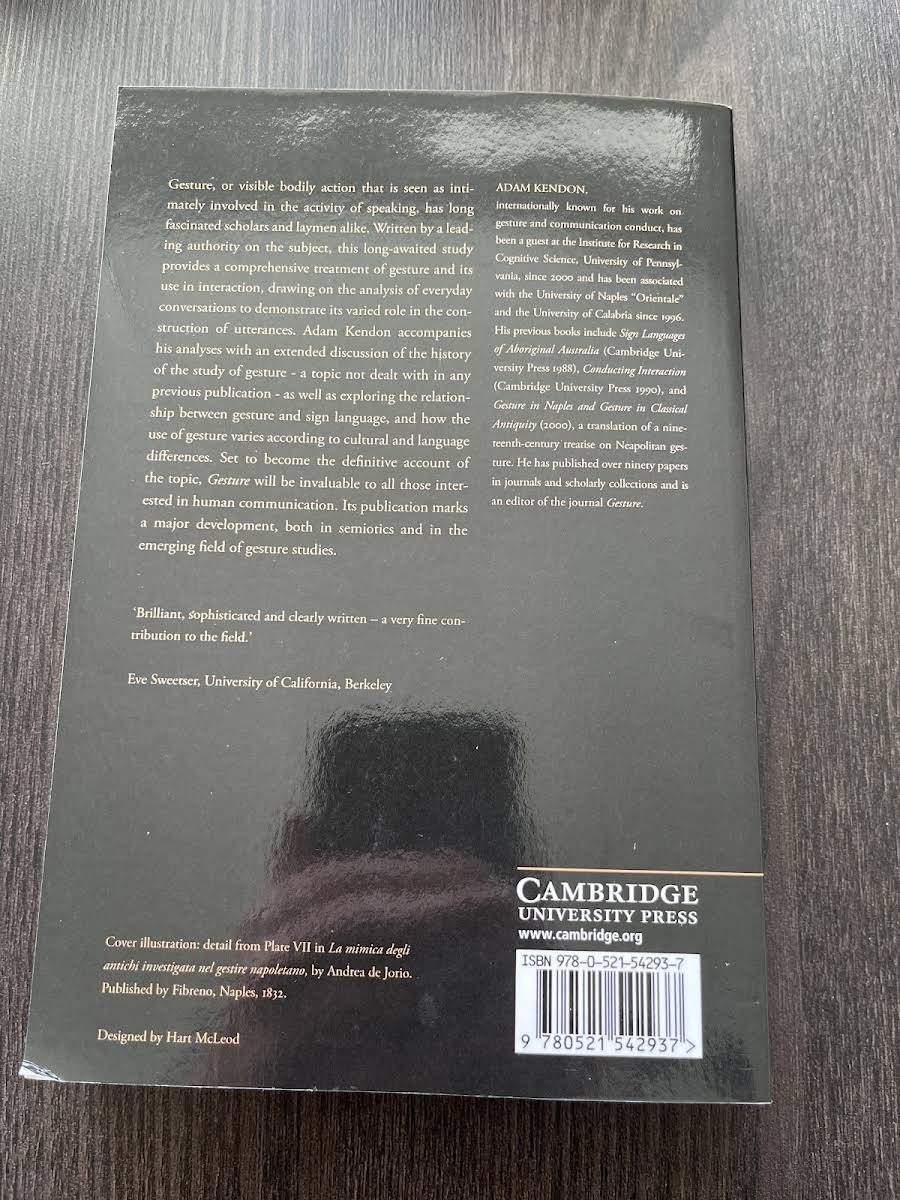 Gesture, or visible bodily action that is seen as inti-
mately involved in the activity of speaking, has long
fascinated scholars and laymen alike. Written by a lead-
ing authority on the subject, this long-awaited study
provides a comprehensive treatment of gesture and its
use in interaction, drawing on the analysis of everyday
conversations to demonstrate its varied role in the con-
struction of utterances. Adam Kendon accompanies
his analyses with an extended discussion of the history
of the study of gesture - a topic not dealt with in any
previous publication - as well as exploring the relation-
ship between gesture and sign language, and how the
use of gesture varies according to cultural and language
differences. Set to become the definitive account of
the topic, Gesture will be invaluable to all those inter-
ested in human communication. Its publication marks
a major development, both in semiotics and in the
emerging field of gesture studies.
‘Brilliant, sophisticated and clearly written – a very fine con-
tribution to the field.’
Eve Sweetser, University of California, Berkeley
ADAM KENDON,
internationally known for his work on
gesture and communication conduct, has
been a guest at the Institute for Research in
Cognitive Science, University of Pennsyl-
vania, since 2000 and has been associated
with the University of Naples “Orientale”
and the University of Calabria since 1996.
His previous books include Sign Languages
of Aboriginal Australia (Cambridge Uni-
versity Press 1988), Conducting Interaction
(Cambridge University Press 1990), and
Gesture in Naples and Gesture in Classical
Antiquity (2000), a translation of a nine-
teenth-century treatise on Neapolitan ges-
ture. He has published over ninety papers
in journals and scholarly collections and is
an editor of the journal Gesture.
Cover illustration: detail from Plate VII in La mimica degli
antichi investigata nel gestire napoletano, by Andrea de Jorio.
Published by Fibreno, Naples, 1832.
Designed by Hart McLeod
CAMBRIDGE
UNIVERSITY PRESS
www.cambridge.org
ISBN 978-0-521-54293-7
9 780521 542937 >